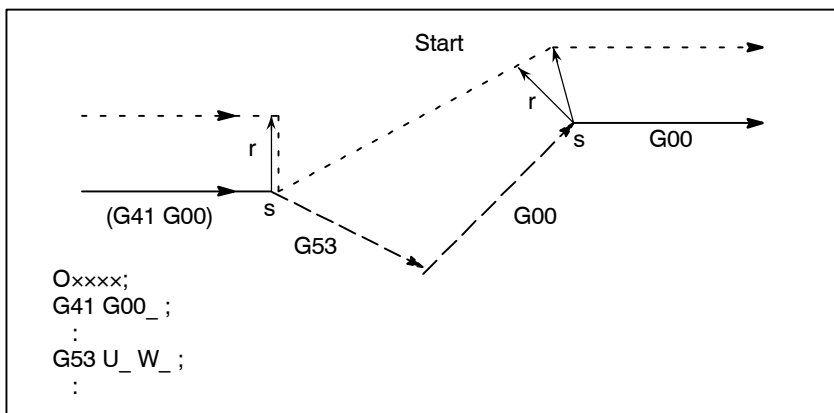 Start
r
r
s
G00
(G41 G00)
s
G53
G00
O××××;
G41 G00_ ;
:
G53 U_ W_ ;
: